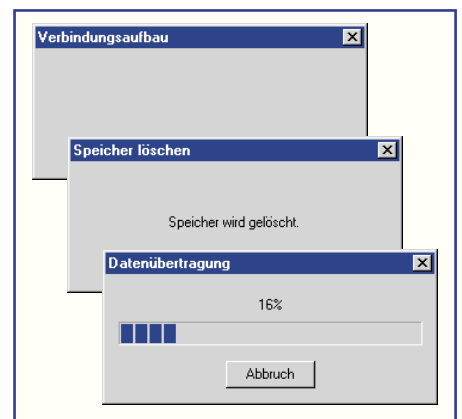 Verbindungsaufbau
Speicher löschen
Speicher wird gelöscht.
Datenübertragung
16%
Abbruch